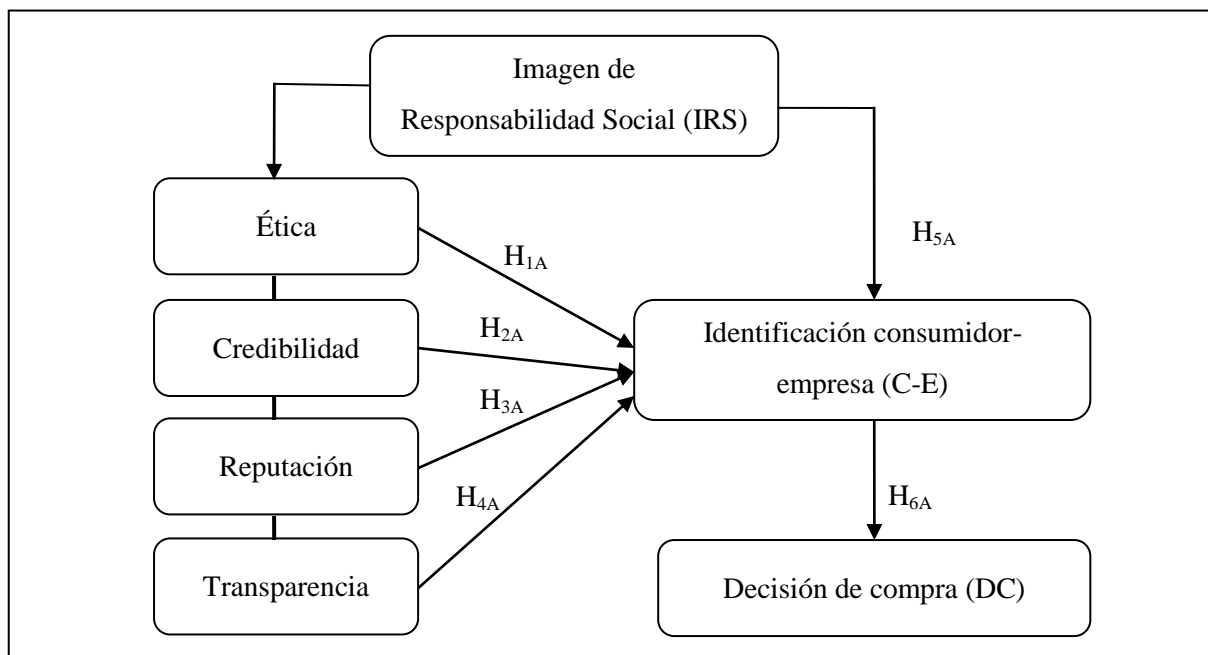 Imagen de
Responsabilidad Social (IRS)
Ética
H1A
H5A
Credibilidad
H2A
Identificación consumidor-
empresa (C-E)
Reputación
H3A
H4A
H6A
Transparencia
Decisión de compra (DC)